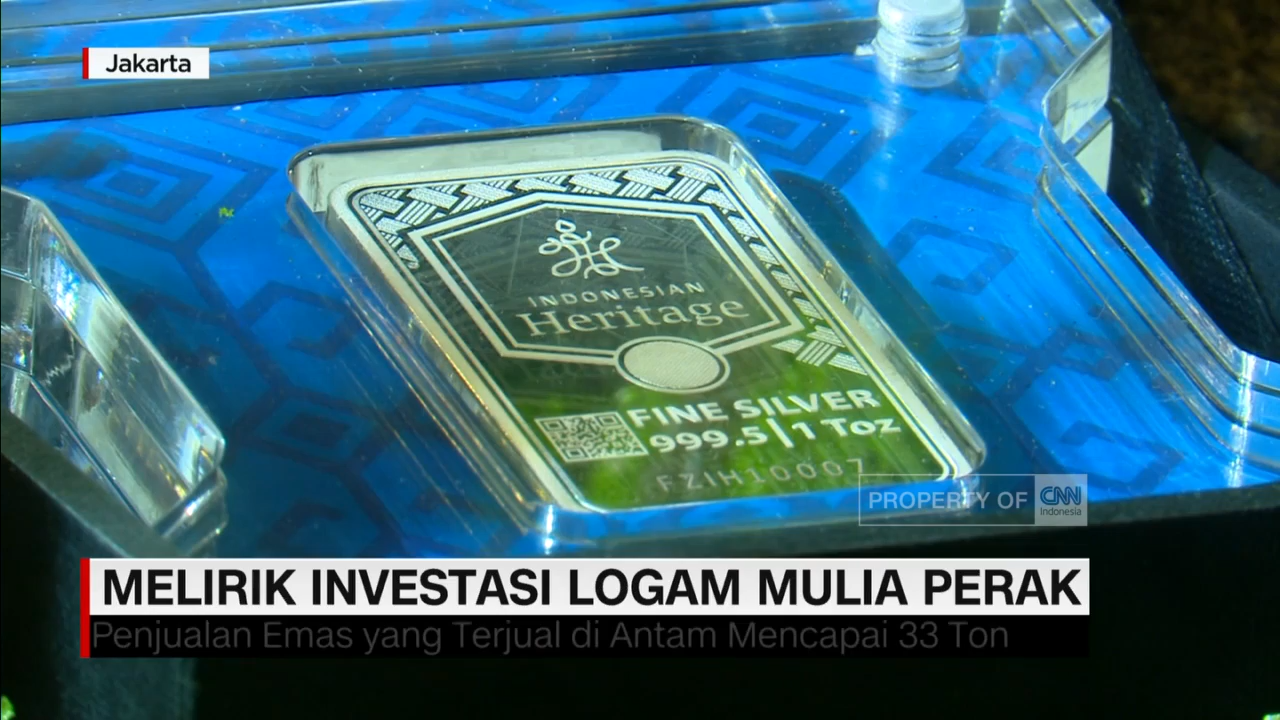 Jakarta
INDONESIAN
Heritage
FINE SILVER
999.5|1 Toz
FZIH10007
PROPERTY OF CNN Indonesia
MELIRIK INVESTASI LOGAM MULIA PERAK
Penjualan Emas yang Terjual di Antam Mencapai 33 Ton